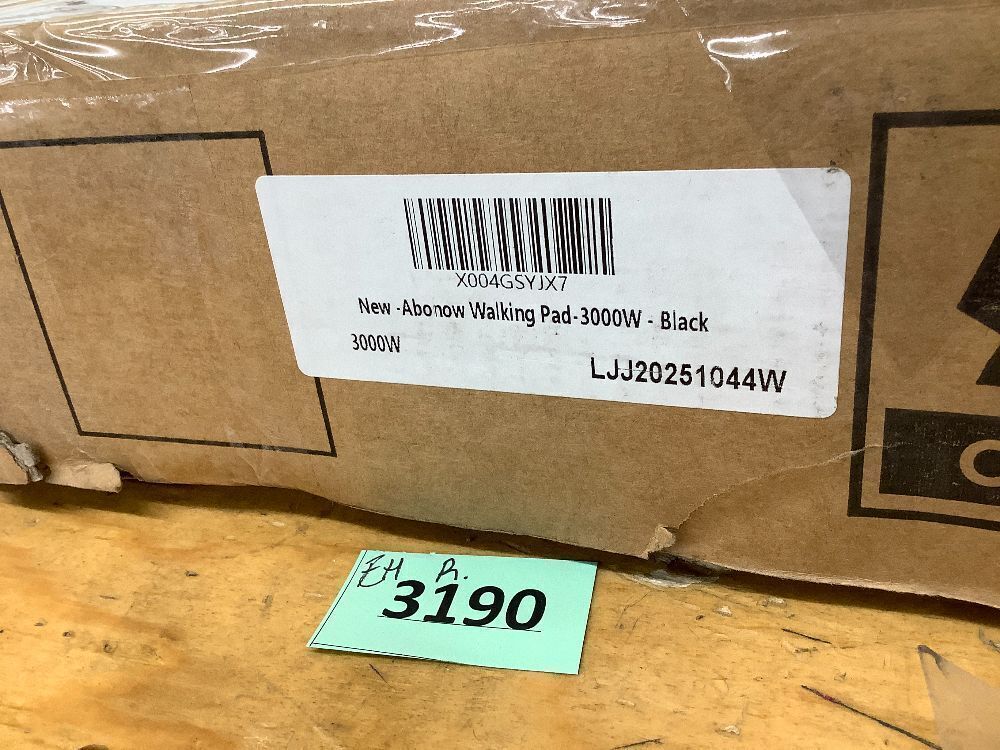 X004GSYJX7
New -Abonow Walking Pad-3000W - Black
3000W
LJJ20251044W
EH R.
3190